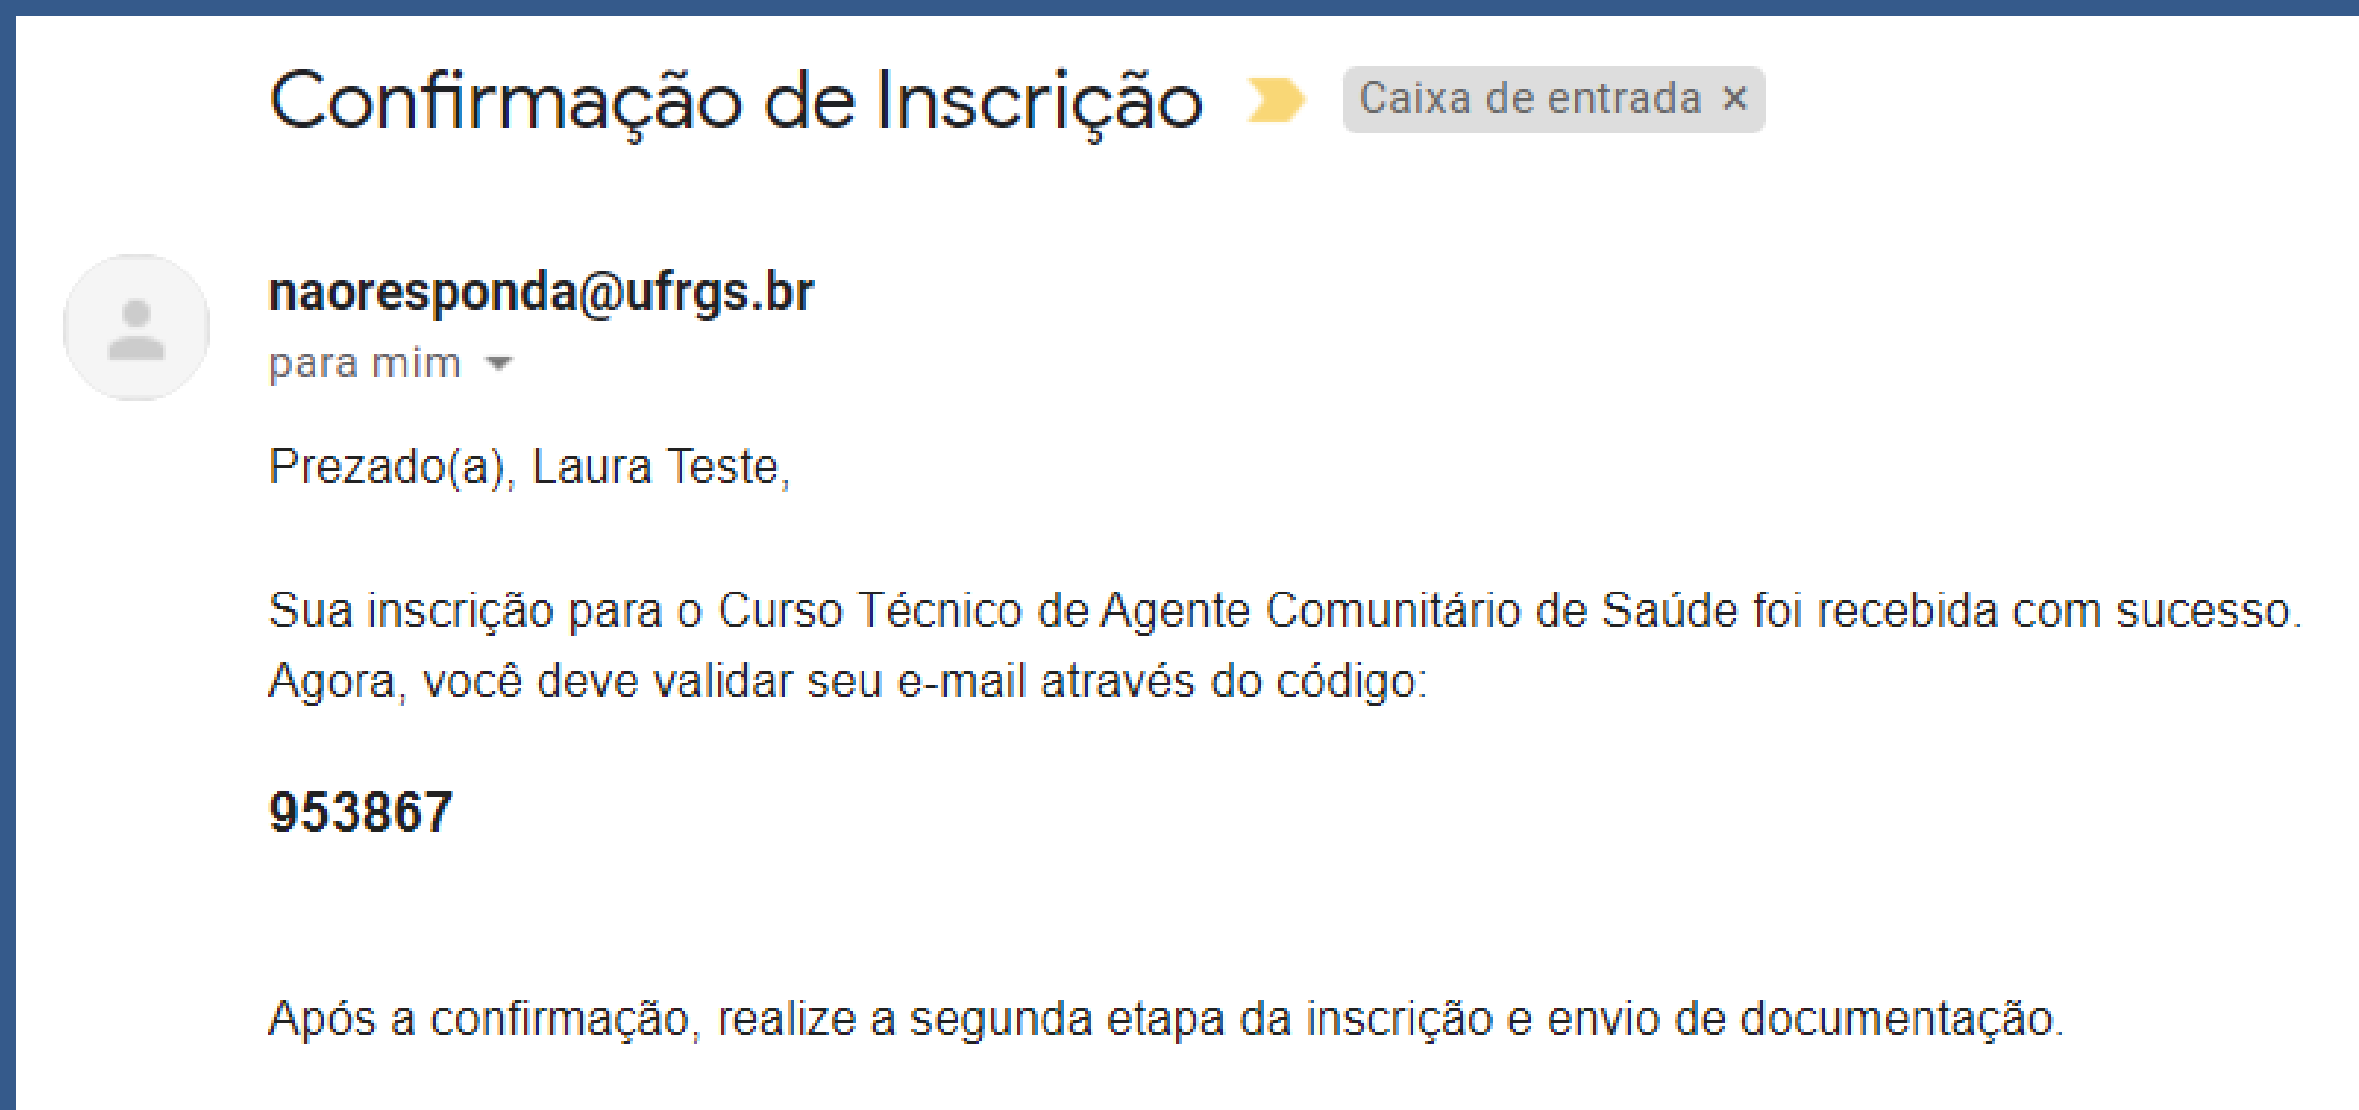 Confirmação de Inscrição Caixa de entrada ×
naoresponda@ufrgs.br
para mim
Prezado(a), Laura Teste,
Sua inscrição para o Curso Técnico de Agente Comunitário de Saúde foi recebida com sucesso.
Agora, você deve validar seu e-mail através do código:
953867
Após a confirmação, realize a segunda etapa da inscrição e envio de documentação.